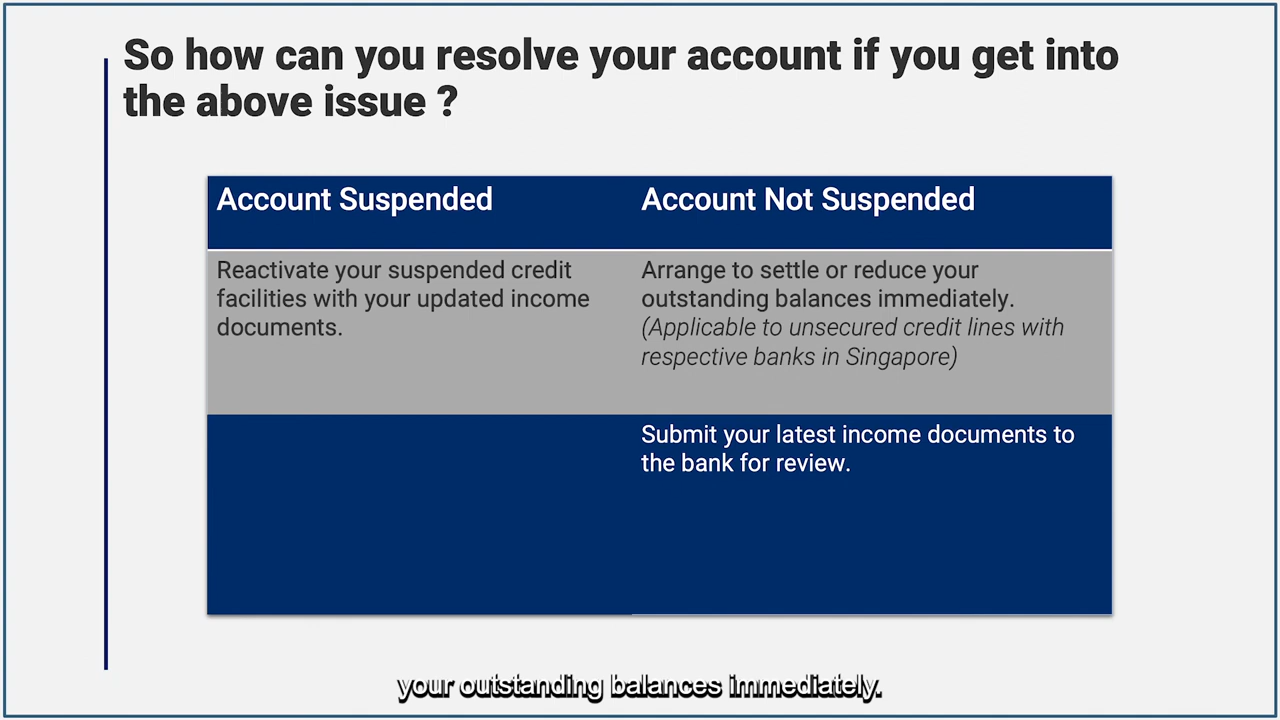 So how can you resolve your account if you get into
the above issue ?
Account Suspended
Account Not Suspended
Reactivate your suspended credit
facilities with your updated income
documents.
Arrange to settle or reduce your
outstanding balances immediately.
(Applicable to unsecured credit lines with
respective banks in Singapore)
Submit your latest income documents to
the bank for review.
your outstanding balances immediately.